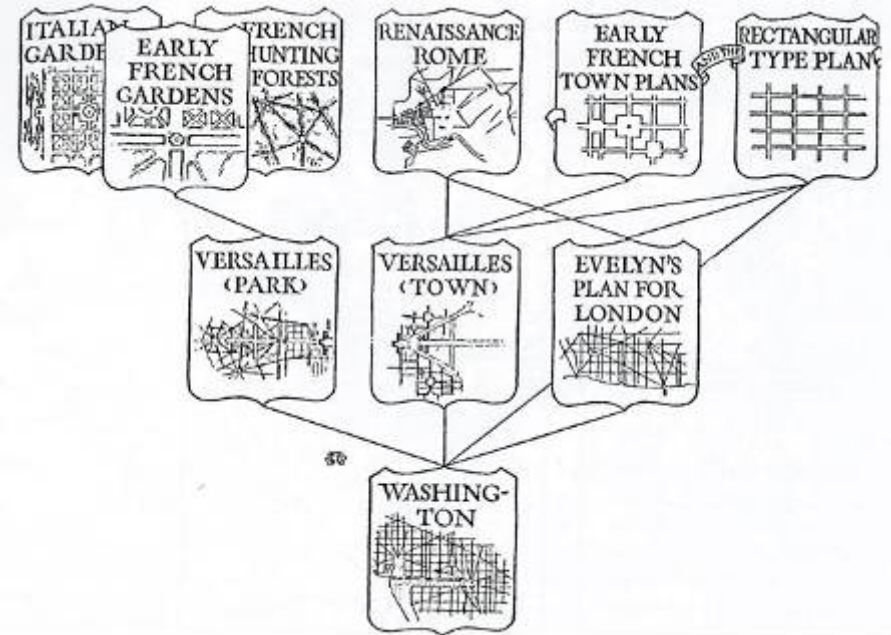 ITALIAN
GARDE
EARLY
FRENCH
GARDENS
FRENCH
HUNTING
FORESTS
RENAISSANCE
ROME
EARLY
FRENCH
TOWN PLANS
AND THE
RECTANGULAR
TYPE PLAN
VERSAILLES
(PARK)
VERSAILLES
(TOWN)
EVELYN'S
PLAN FOR
LONDON
WASHING-
TON